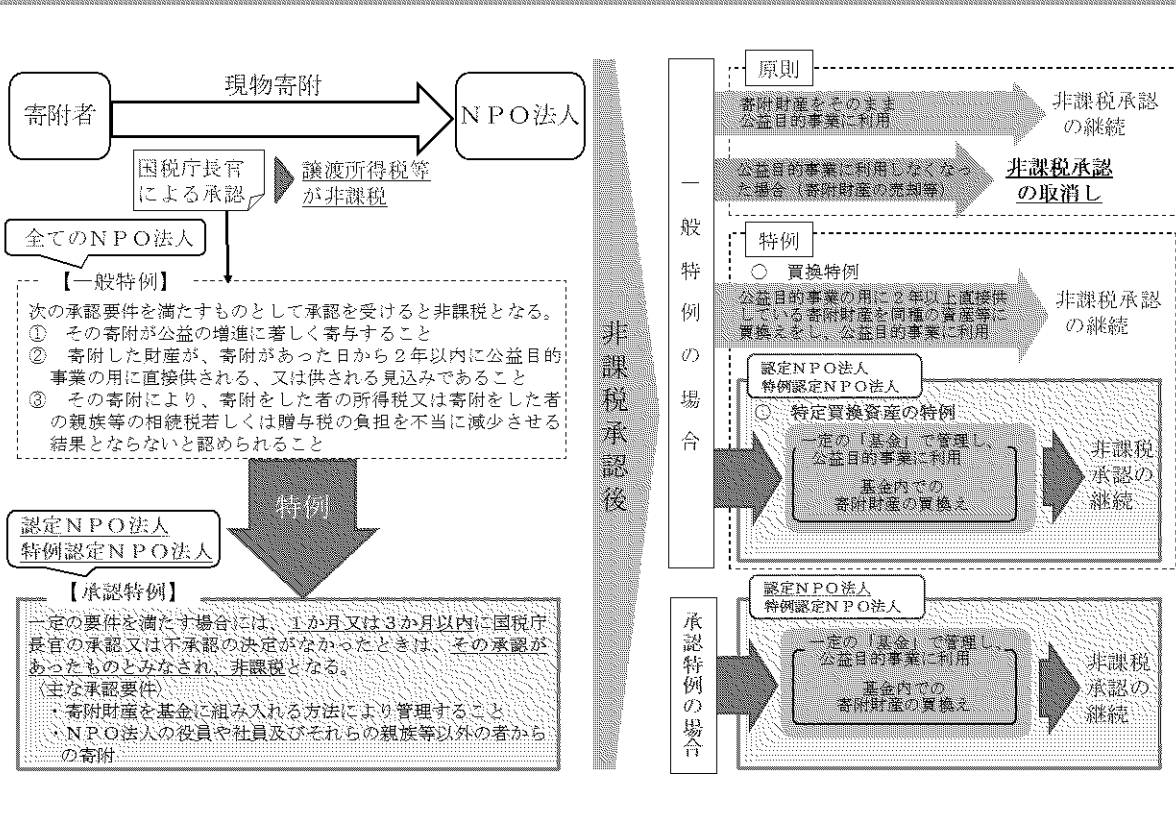 現物寄附
寄附者
ＮＰＯ法人
国税庁長官
による承認
譲渡所得税等
が非課税
全てのＮＰＯ法人
【一般特例】
次の承認要件を満たすものとして承認を受けると非課税となる。
①　その寄附が公益の増進に著しく寄与すること
②　寄附した財産が、寄附があった日から２年以内に公益目的
事業の用に直接供される、又は供される見込みであること
③　その寄附により、寄附をした者の所得税又は寄附をした者
の親族等の相続税若しくは贈与税の負担を不当に減少させる
結果とならないと認められること
特例
認定ＮＰＯ法人
特例認定ＮＰＯ法人
【承認特例】
一定の要件を満たす場合には、１か月又は３か月以内に国税庁
長官の承認又は不承認の決定がなかったときは、その承認が
あったものとみなされ、非課税となる。
〈主な承認要件〉
・寄附財産を基金に組み入れる方法により管理すること
・ＮＰＯ法人の役員や社員及びそれらの親族等以外の者から
の寄附
非課税承認後
一般特例の場合
原則
寄附財産をそのまま
公益目的事業に利用
非課税承認
の継続
公益目的事業に利用しなくなっ
た場合（寄附財産の売却等）
非課税承認
の取消し
特例
○　買換特例
公益目的事業の用に２年以上直接供
している寄附財産を同種の資産等に
買換えをし、公益目的事業に利用
非課税承認
の継続
認定ＮＰＯ法人
特例認定ＮＰＯ法人
○　特定買換資産の特例
一定の「基金」で管理し、
公益目的事業に利用
基金内での
寄附財産の買換え
非課税
承認の
継続
承認特例の場合
認定ＮＰＯ法人
特例認定ＮＰＯ法人
一定の「基金」で管理し、
公益目的事業に利用
基金内での
寄附財産の買換え
非課税
承認の
継続